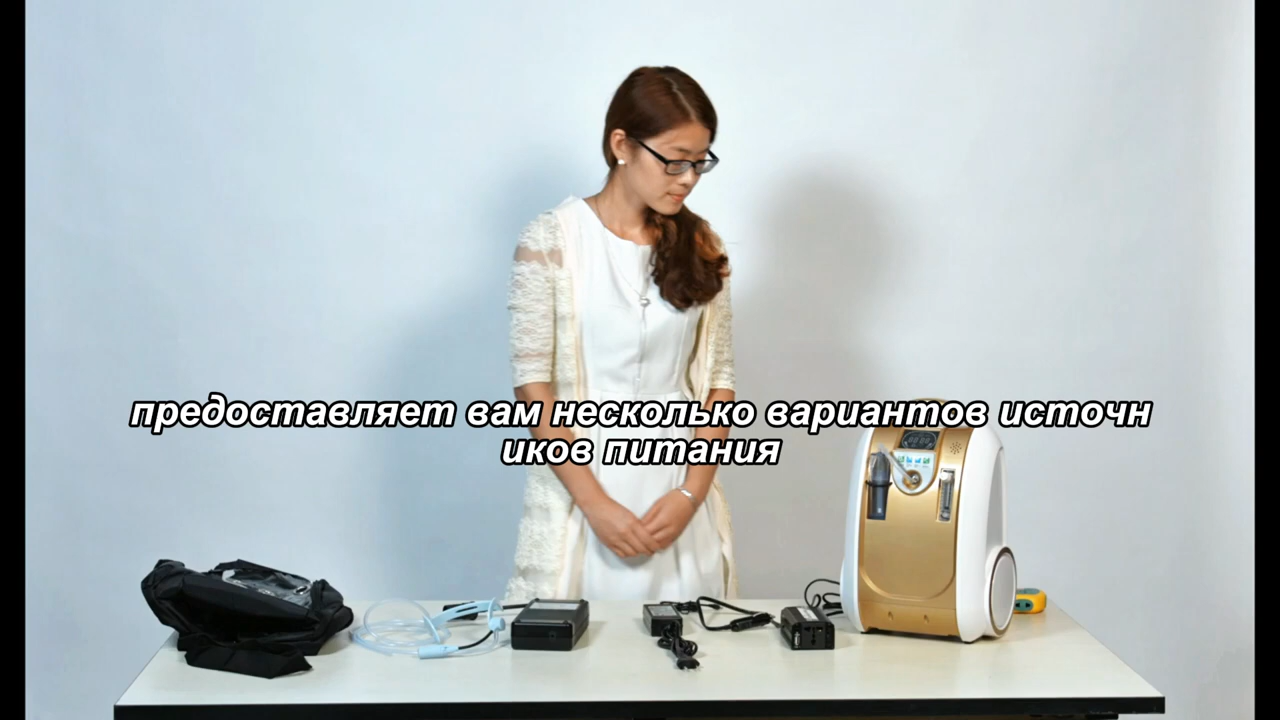 предоставляет вам несколько вариантов источн
иков питания